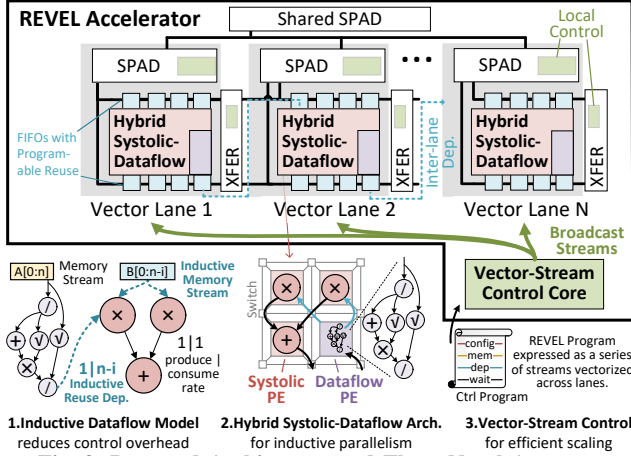 REVEL Accelerator
Shared SPAD
Local
Control
SPAD
SPAD
SPAD
FIFOs with
Program-
able Reuse
Hybrid
Systolic-
Dataflow
XFER
Hybrid
Systolic-
Dataflow
XFER
Inter-lane
Dep.
Hybrid
Systolic-
Dataflow
XFER
Vector Lane 1
Vector Lane 2
Vector Lane N
Broadcast
Streams
Vector-Stream
Control Core
A[0:n]
Memory
Stream
B[0:n-i]
Inductive
Memory
Stream
/
+
√
√
×
/
×
×
+
1|n-i
Inductive
Reuse Dep.
1|1
produce |
consume
rate
Switch
×
×
+
/
+
√
√
×
/
Systolic
PE
Dataflow
PE
config
mem
dep
wait
Ctrl Program
REVEL Program
expressed as a series
of streams vectorized
across lanes.
1.Inductive Dataflow Model
reduces control overhead
2.Hybrid Systolic-Dataflow Arch.
for inductive parallelism
3.Vector-Stream Control
for efficient scaling